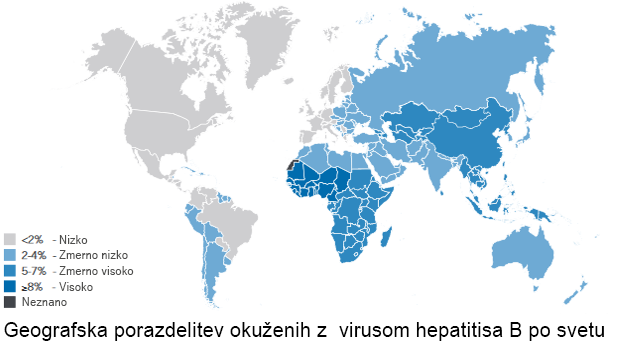 <2% - Nizko
2-4% - Zmerno nizko
5-7% - Zmerno visoko
≥8% - Visoko
Neznano
Geografska porazdelitev okuženih z virusom hepatitisa B po svetu